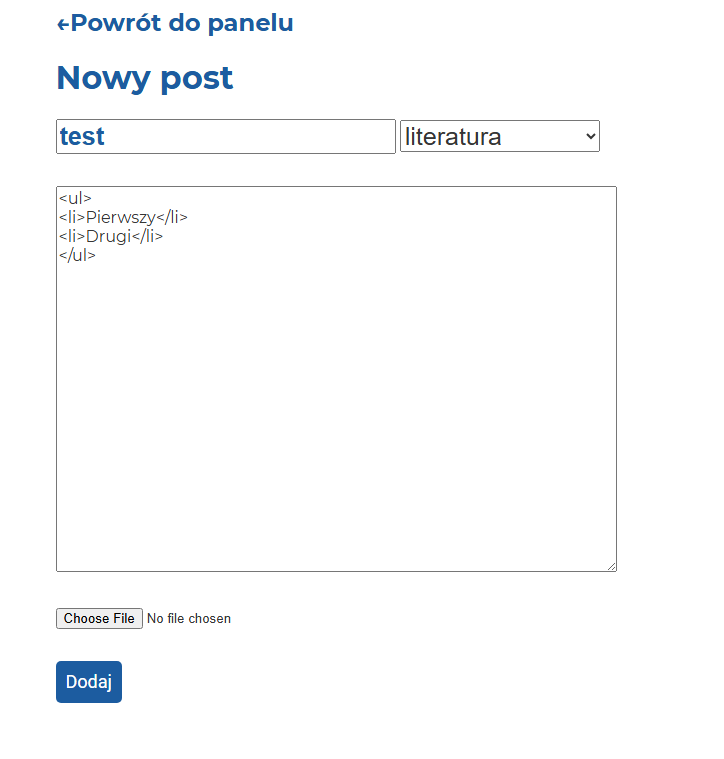 ←Powrót do panelu
Nowy post
test literatura
<ul>
<li>Pierwszy</li>
<li>Drugi</li>
</ul>
Choose File No file chosen
Dodaj